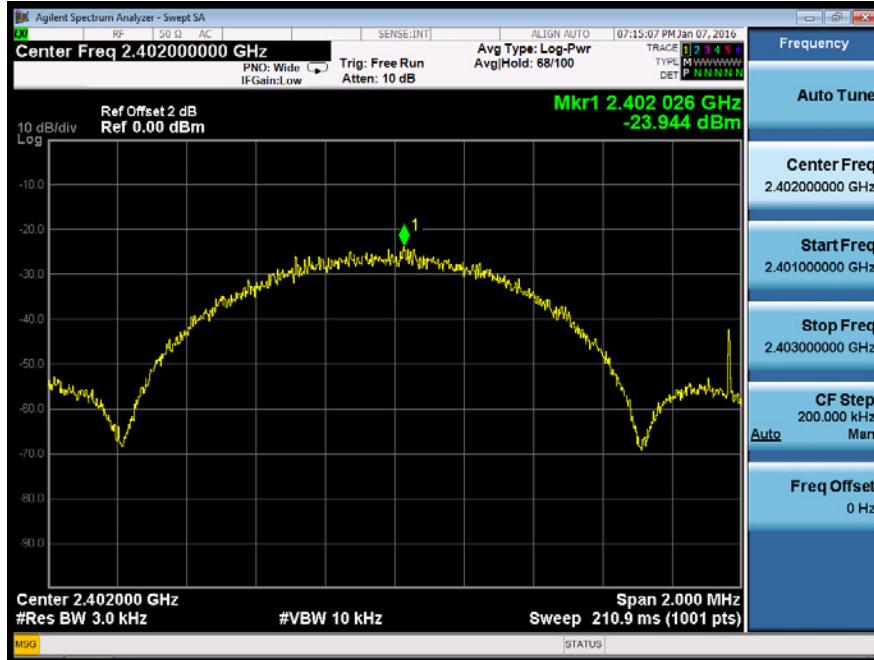 Agilent Spectrum Analyzer - Swept SA
RF 50 Ω AC SENSE:INT ALIGN AUTO 07:15:07 PM Jan 07, 2016
Center Freq 2.402000000 GHz
PNO: Wide
IFGain:Low
Trig: Free Run
Atten: 10 dB
Avg Type: Log-Pwr
Avg|Hold: 68/100
TRACE 1 2 3 4 5 6
TYPE M WWWWW
DET P N N N N N
Ref Offset 2 dB
Ref 0.00 dBm
10 dB/div
Log
Mkr1 2.402 026 GHz
-23.944 dBm
1
-10.0
-20.0
-30.0
-40.0
-50.0
-60.0
-70.0
-80.0
-90.0
Center 2.402000 GHz
Span 2.000 MHz
#Res BW 3.0 kHz
#VBW 10 kHz
Sweep 210.9 ms (1001 pts)
MSG
STATUS
Frequency
Auto Tune
Center Freq
2.402000000 GHz
Start Freq
2.401000000 GHz
Stop Freq
2.403000000 GHz
CF Step
200.000 kHz
Auto Man
Freq Offset
0 Hz